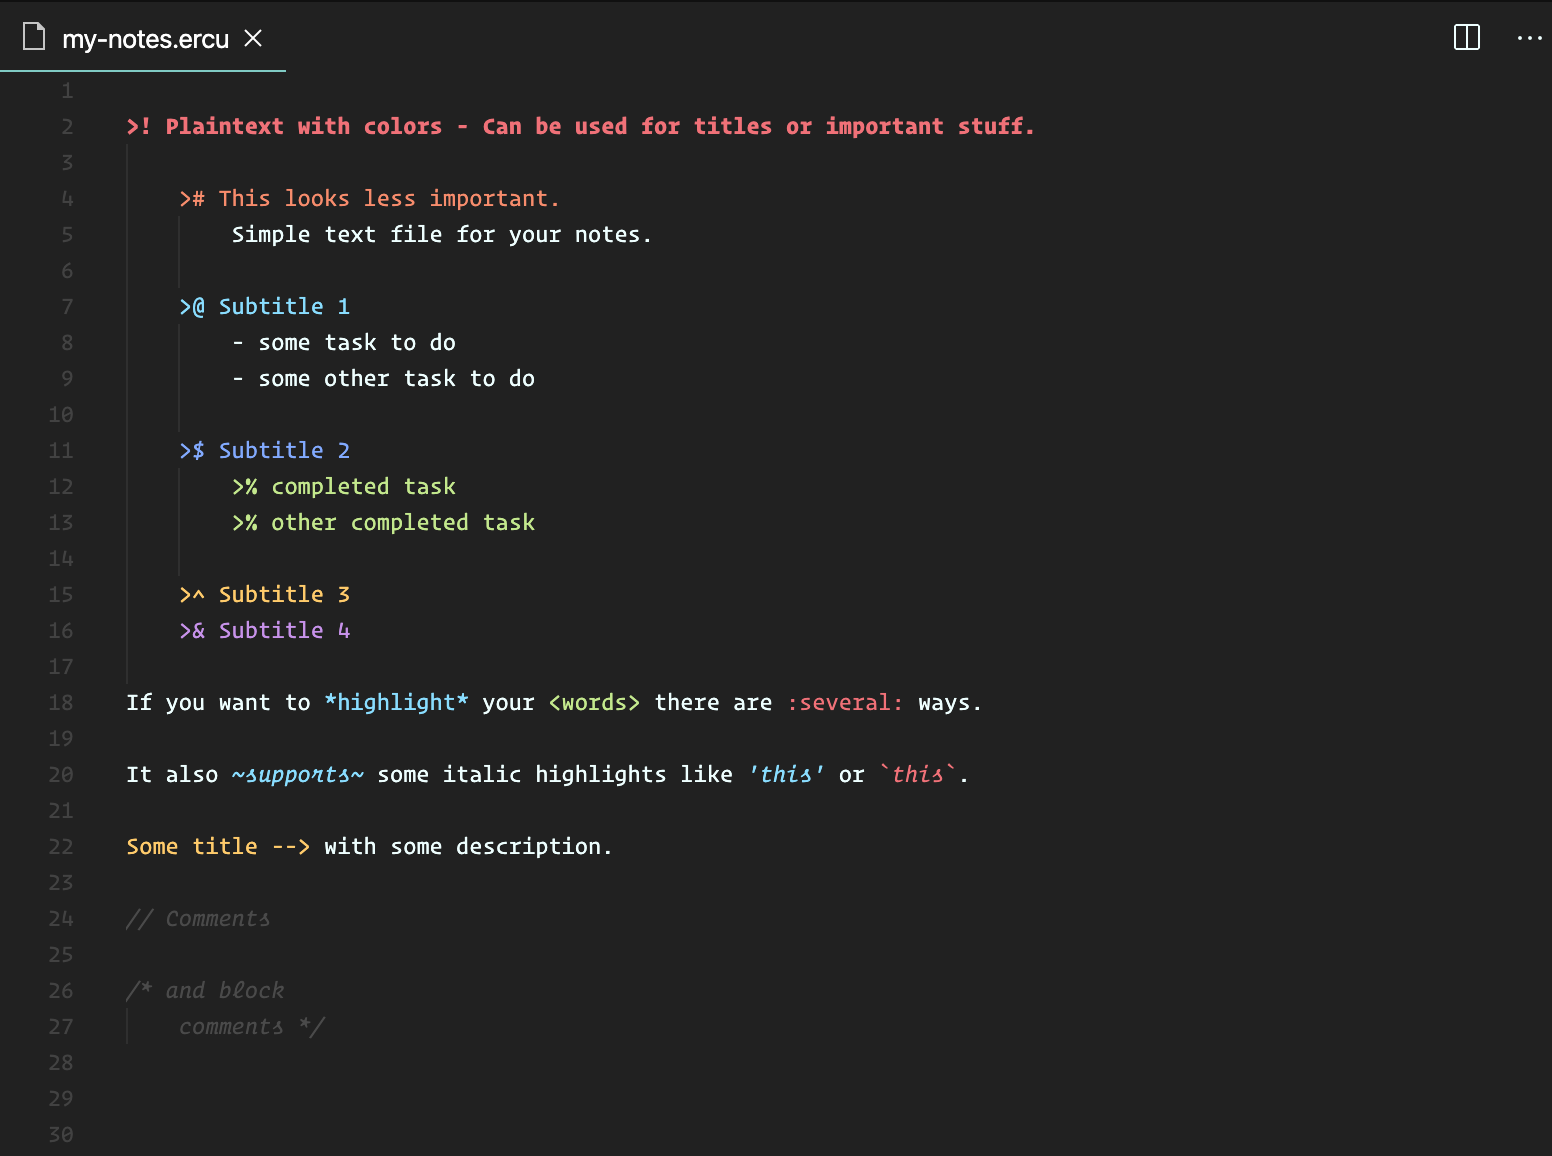 my-notes.ercu
1
2 >! Plaintext with colors - Can be used for titles or important stuff.
3
4 ># This looks less important.
5 Simple text file for your notes.
6
7 >@ Subtitle 1
8 - some task to do
9 - some other task to do
10
11 >$ Subtitle 2
12 >% completed task
13 >% other completed task
14
15 >^ Subtitle 3
16 >& Subtitle 4
17
18 If you want to *highlight* your <words> there are :several: ways.
19
20 It also ~supports~ some italic highlights like 'this' or `this`.
21
22 Some title --> with some description.
23
24 // Comments
25
26 /* and block
27 comments */
28
29
30